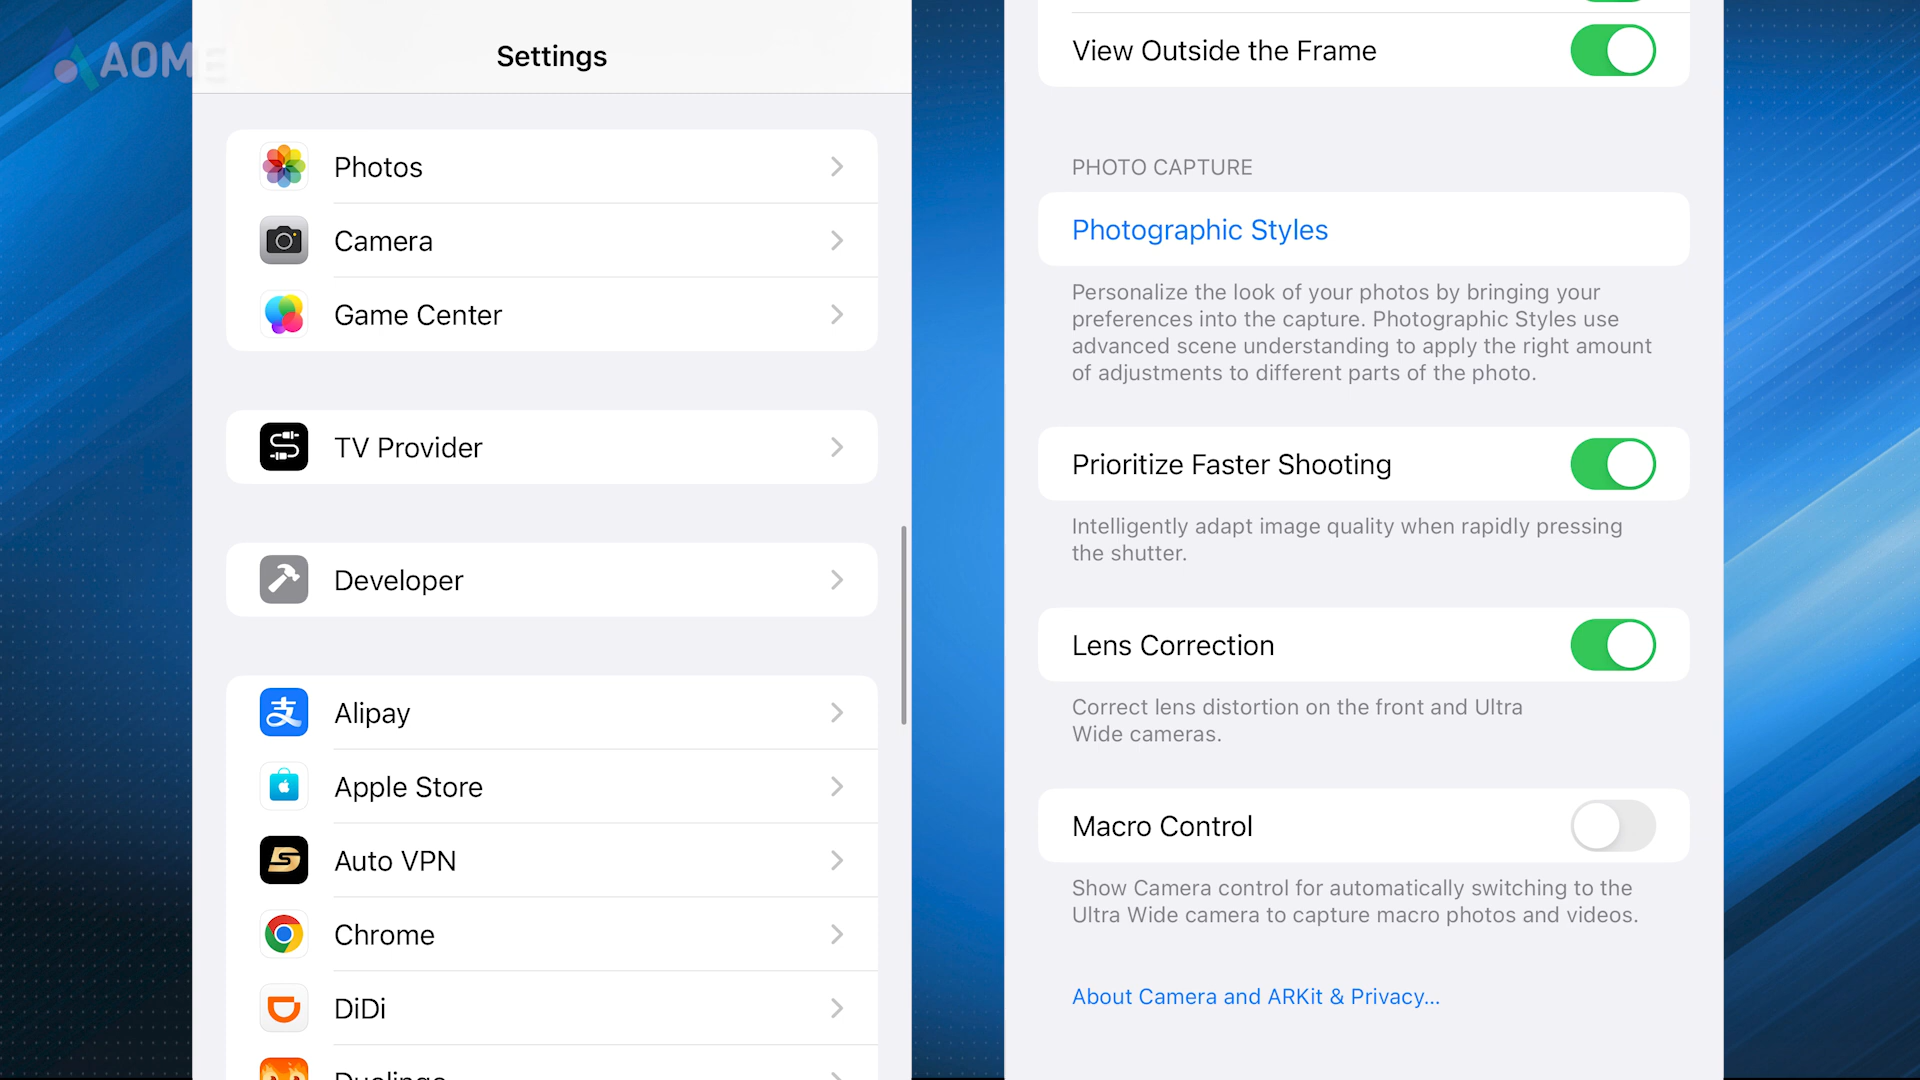 AOME
Settings
Photos
Camera
Game Center
TV Provider
Developer
支
Alipay
Apple Store
Auto VPN
Chrome
DiDi
Duolingo
View Outside the Frame
PHOTO CAPTURE
Photographic Styles
Personalize the look of your photos by bringing your
preferences into the capture. Photographic Styles use
advanced scene understanding to apply the right amount
of adjustments to different parts of the photo.
Prioritize Faster Shooting
Intelligently adapt image quality when rapidly pressing
the shutter.
Lens Correction
Correct lens distortion on the front and Ultra
Wide cameras.
Macro Control
Show Camera control for automatically switching to the
Ultra Wide camera to capture macro photos and videos.
About Camera and ARKit & Privacy...